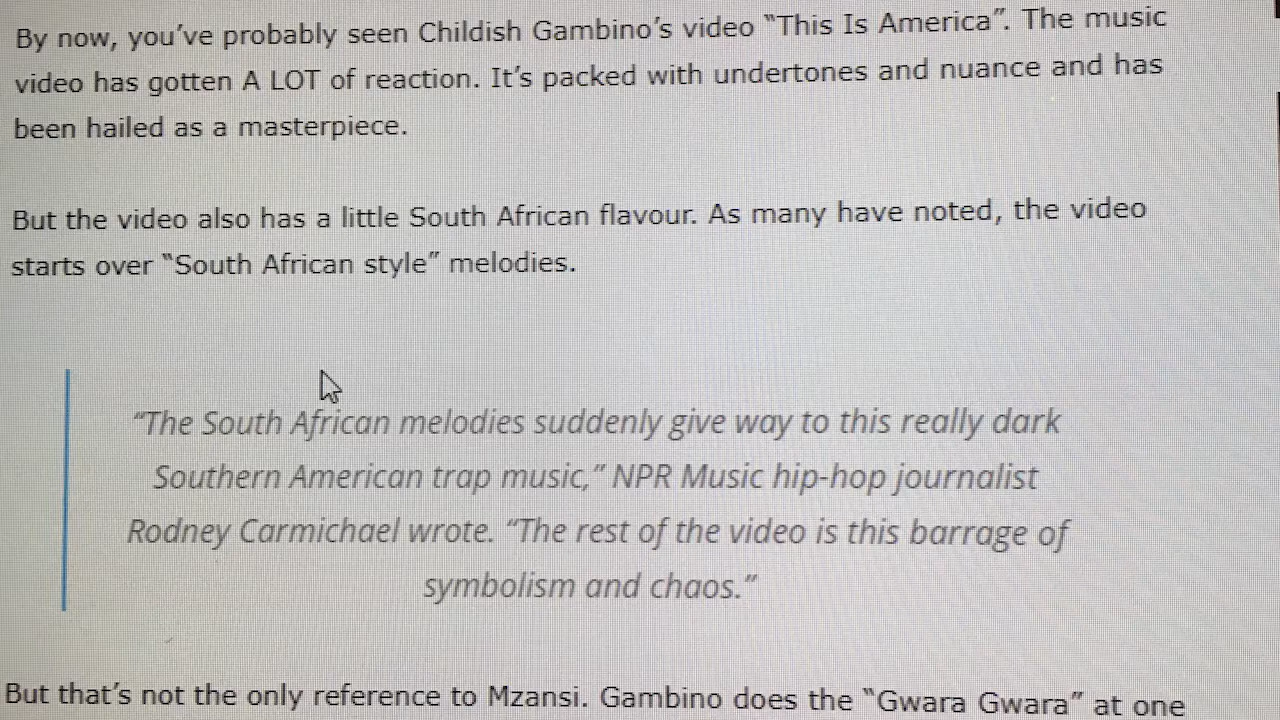 By now, you’ve probably seen Childish Gambino’s video “This Is America”. The music
video has gotten A LOT of reaction. It’s packed with undertones and nuance and has
been hailed as a masterpiece.
But the video also has a little South African flavour. As many have noted, the video
starts over “South African style” melodies.
“The South African melodies suddenly give way to this really dark
Southern American trap music,” NPR Music hip-hop journalist
Rodney Carmichael wrote. “The rest of the video is this barrage of
symbolism and chaos.”
But that’s not the only reference to Mzansi. Gambino does the “Gwara Gwara” at one